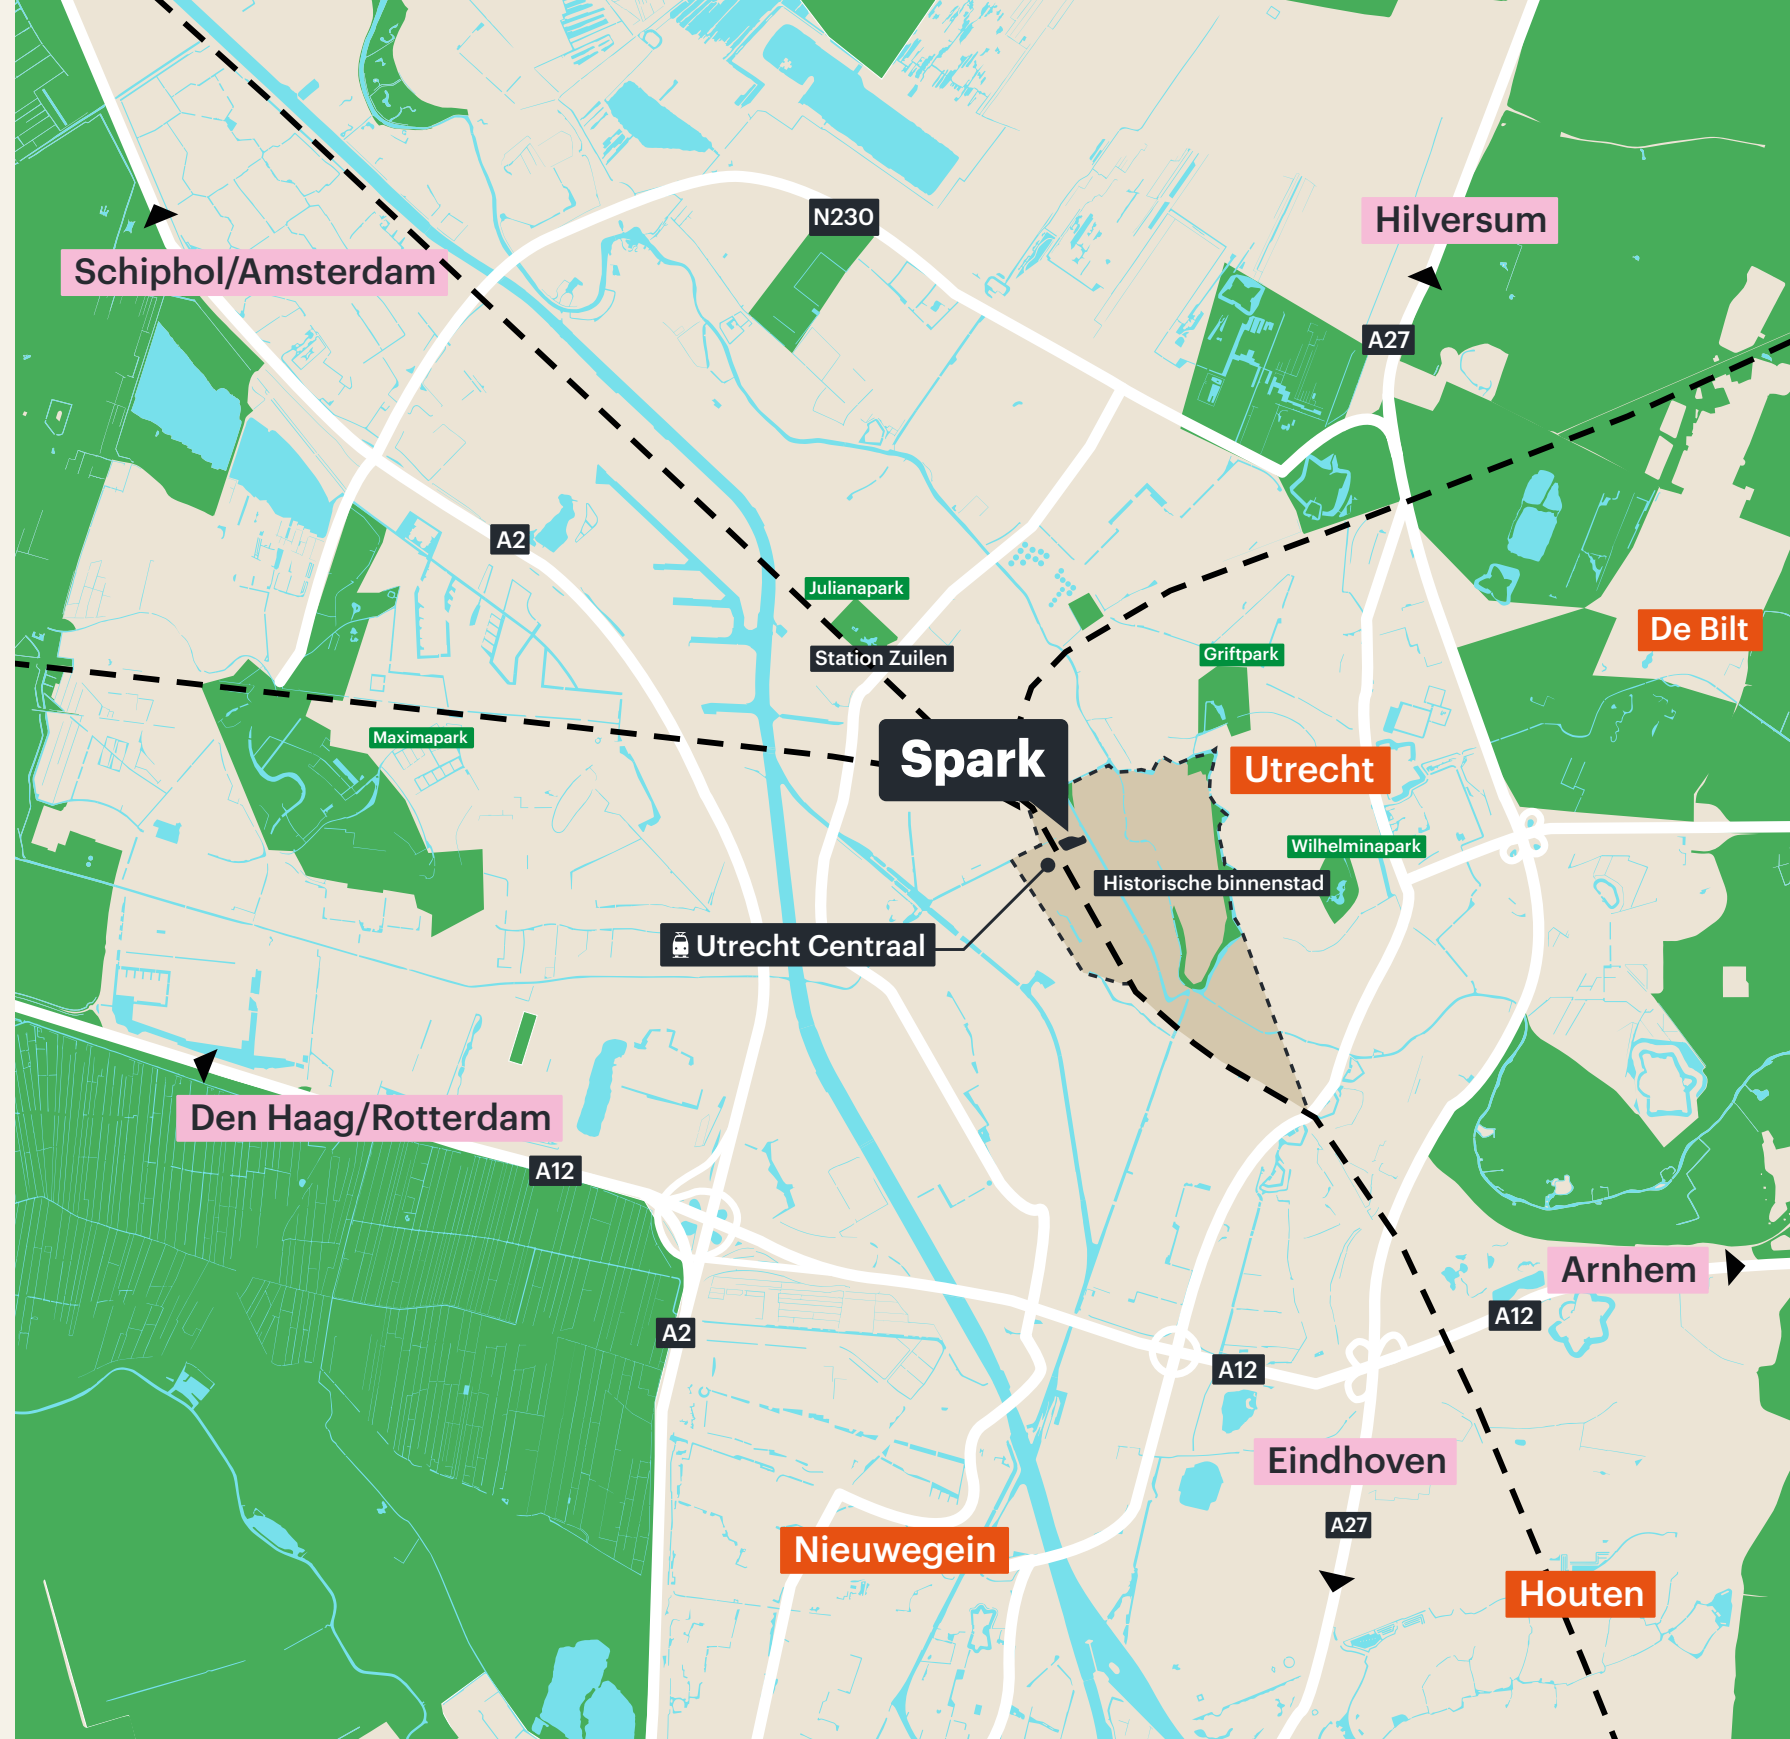 N230
Hilversum
Schiphol/Amsterdam
A27
A2
Julianapark
De Bilt
Station Zuilen
Griftpark
Maximapark
Spark
Utrecht
Wilhelminapark
Historische binnenstad
Utrecht Centraal
Den Haag/Rotterdam
A12
Arnhem
A12
A2
A12
Eindhoven
A27
Nieuwegein
Houten